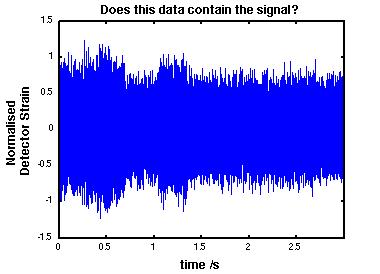 Does this data contain the signal?
1.5
1
0.5
0
-0.5
-1
-1.5
Normalised
Detector Strain
0 0.5 1 1.5 2 2.5
time /s